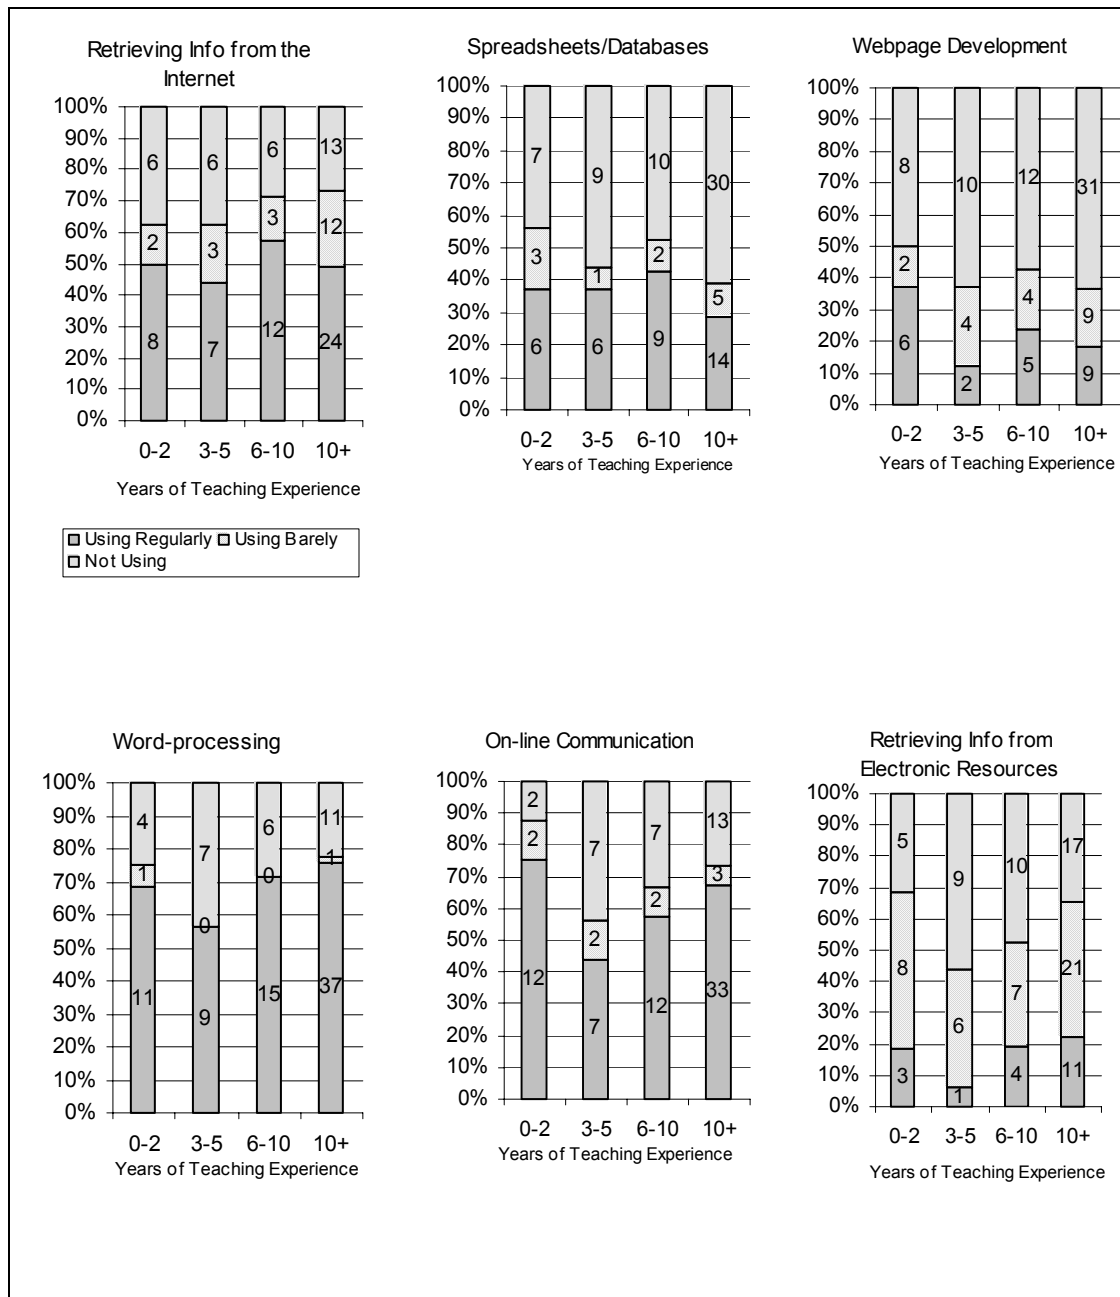 Retrieving Info from the
Internet
100%
90%
80%
70%
60%
50%
40%
30%
20%
10%
0%
6 6 6 13
2 3 3 12
8 7 12 24
0-2 3-5 6-10 10+
Years of Teaching Experience
Using Regularly Using Barely
Not Using
Spreadsheets/Databases
100%
90%
80%
70%
60%
50%
40%
30%
20%
10%
0%
7 9 10 30
3 1 2 5
6 6 9 14
0-2 3-5 6-10 10+
Years of Teaching Experience
Webpage Development
100%
90%
80%
70%
60%
50%
40%
30%
20%
10%
0%
8 10 12 31
2 4 4 9
6 2 5 9
0-2 3-5 6-10 10+
Years of Teaching Experience
Word-processing
100%
90%
80%
70%
60%
50%
40%
30%
20%
10%
0%
4 7 6 11
1 0 0 1
11 9 15 37
0-2 3-5 6-10 10+
Years of Teaching Experience
On-line Communication
100%
90%
80%
70%
60%
50%
40%
30%
20%
10%
0%
2 7 7 13
2 2 2 3
12 7 12 33
0-2 3-5 6-10 10+
Years of Teaching Experience
Retrieving Info from
Electronic Resources
100%
90%
80%
70%
60%
50%
40%
30%
20%
10%
0%
5 9 10 17
8 6 7 21
3 1 4 11
0-2 3-5 6-10 10+
Years of Teaching Experience